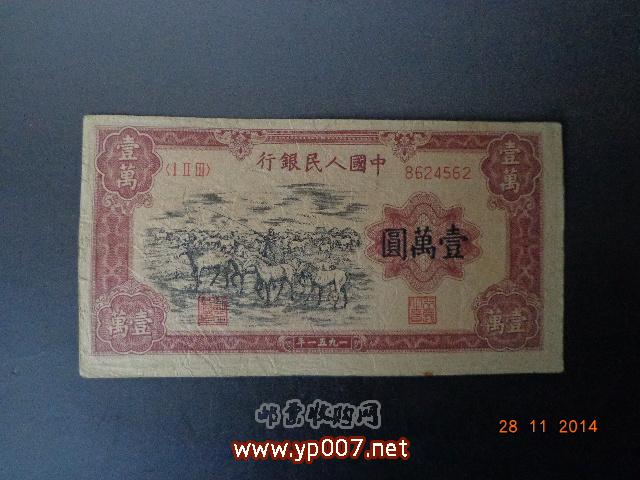 壹萬
行銀民人國中
壹萬
〈I II III〉
8624562
圓萬壹
萬壹
年一五九一
萬壹
邮票收购网
28 11 2014
www.yp007.net